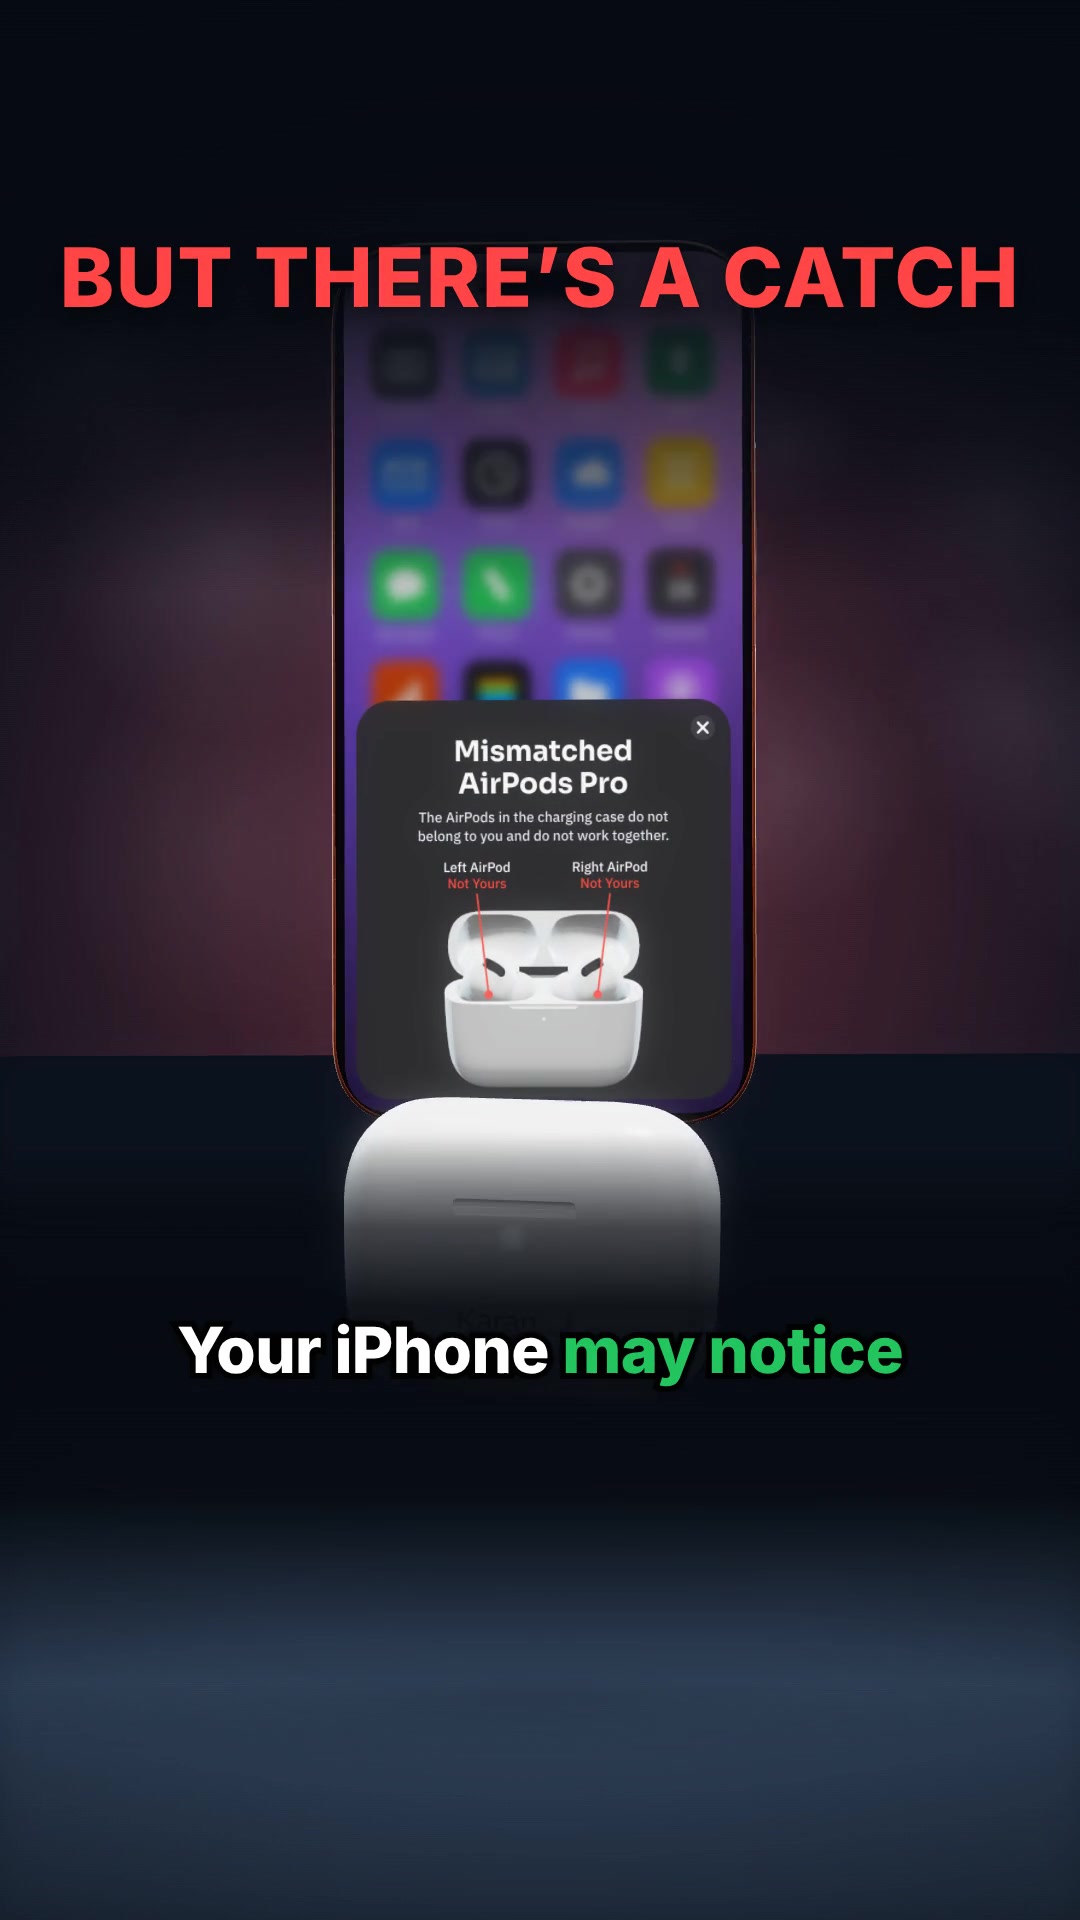 BUT THERE’S A CATCH
Mismatched
AirPods Pro
The AirPods in the charging case do not
belong to you and do not work together.
Left AirPod
Not Yours
Right AirPod
Not Yours
Karan
Your iPhone may notice